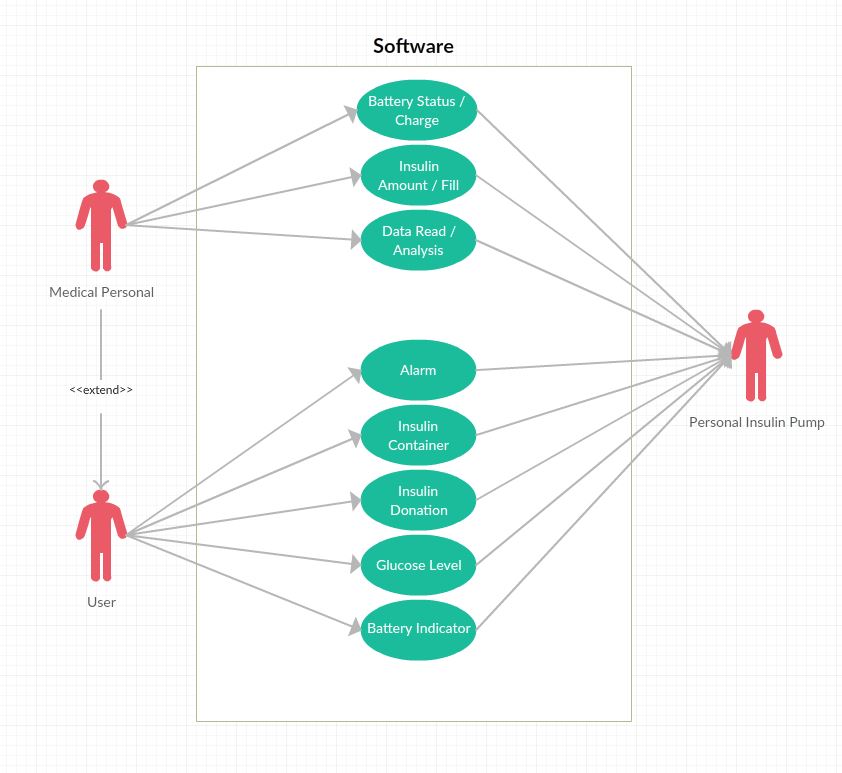 Software
Battery Status /
Charge
Insulin
Amount / Fill
Data Read /
Analysis
Medical Personal
<<extend>>
Alarm
Insulin
Container
Insulin
Donation
Glucose Level
Battery Indicator
User
Personal Insulin Pump